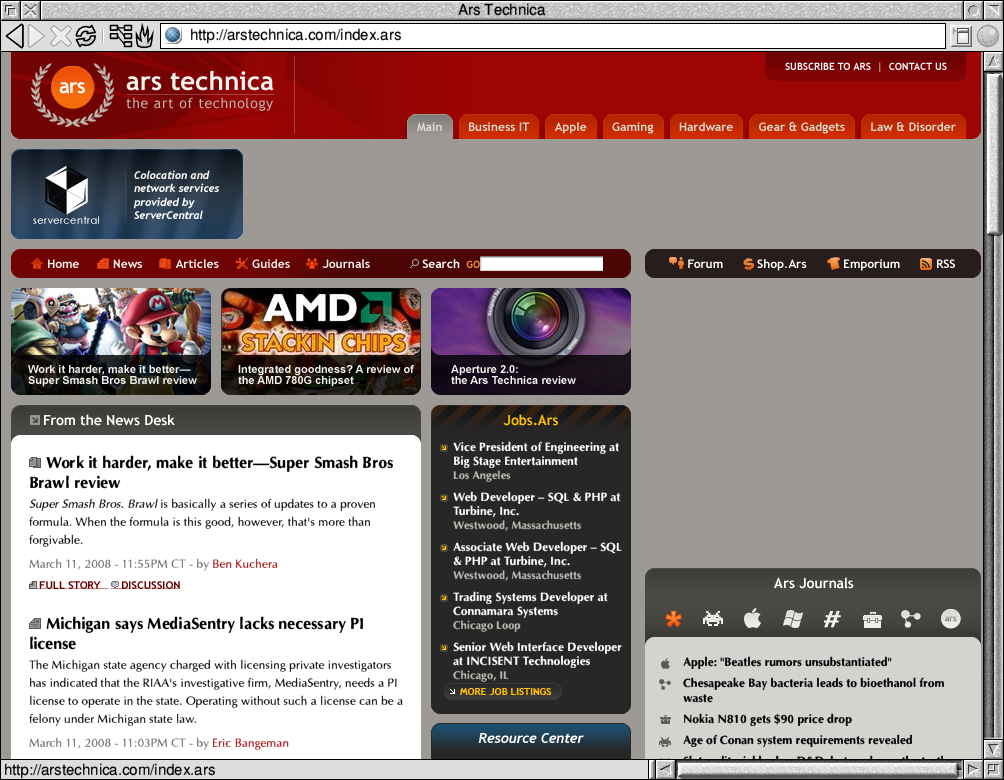 Ars Technica
http://arstechnica.com/index.ars
SUBSCRIBE TO ARS | CONTACT US
ars
ars technica
the art of technology
Main
Business IT
Apple
Gaming
Hardware
Gear & Gadgets
Law & Disorder
servercentral
Colocation and
network services
provided by
ServerCentral
Home
News
Articles
Guides
Journals
Search GO
Forum
Shop.Ars
Emporium
RSS
Work it harder, make it better—
Super Smash Bros Brawl review
AMD
STACKIN CHIPS
Integrated goodness? A review of
the AMD 780G chipset
Aperture 2.0:
the Ars Technica review
From the News Desk
Work it harder, make it better—Super Smash Bros
Brawl review
Super Smash Bros. Brawl is basically a series of updates to a proven
formula. When the formula is this good, however, that's more than
forgivable.
March 11, 2008 - 11:55PM CT - by Ben Kuchera
FULL STORY DISCUSSION
Michigan says MediaSentry lacks necessary PI
license
The Michigan state agency charged with licensing private investigators
has indicated that the RIAA's investigative firm, MediaSentry, needs a PI
license to operate in the state. Operating without such a license can be a
felony under Michigan state law.
March 11, 2008 - 11:03PM CT - by Eric Bangeman
Jobs.Ars
Vice President of Engineering at
Big Stage Entertainment
Los Angeles
Web Developer – SQL & PHP at
Turbine, Inc.
Westwood, Massachusetts
Associate Web Developer – SQL
& PHP at Turbine, Inc.
Westwood, Massachusetts
Trading Systems Developer at
Connamara Systems
Chicago Loop
Senior Web Interface Developer
at INCISENT Technologies
Chicago, IL
MORE JOB LISTINGS
Resource Center
Ars Journals
#
ars
Apple: "Beatles rumors unsubstantiated"
Chesapeake Bay bacteria leads to bioethanol from
waste
Nokia N810 gets $90 price drop
Age of Conan system requirements revealed
http://arstechnica.com/index.ars